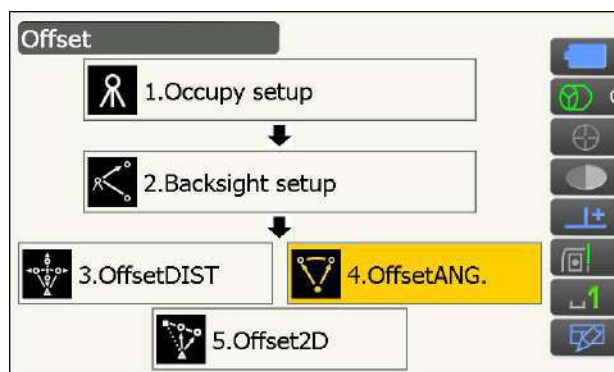 Offset
1.Occupy setup
2.Backsight setup
3.OffsetDIST
4.OffsetANG.
5.Offset2D
1